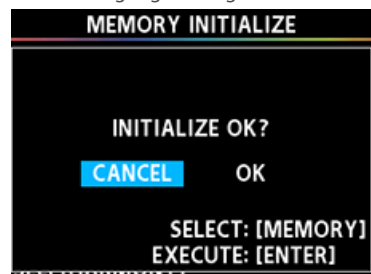 MEMORY INITIALIZE
INITIALIZE OK?
CANCEL OK
SELECT: [MEMORY]
EXECUTE: [ENTER]